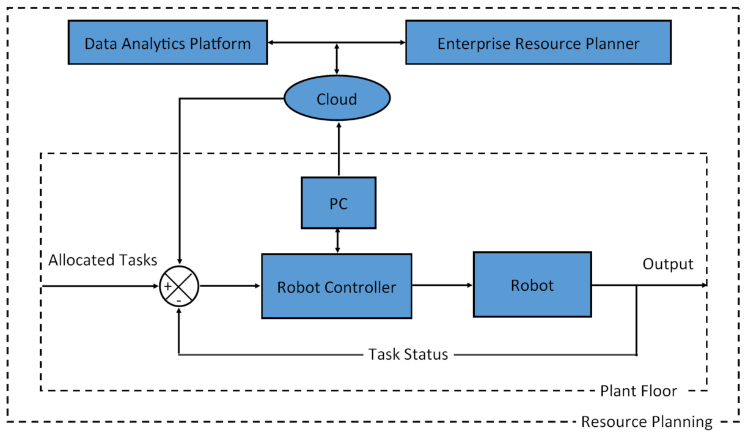 Data Analytics Platform
Enterprise Resource Planner
Cloud
PC
Allocated Tasks
+
-
Robot Controller
Robot
Output
Task Status
Plant Floor
Resource Planning